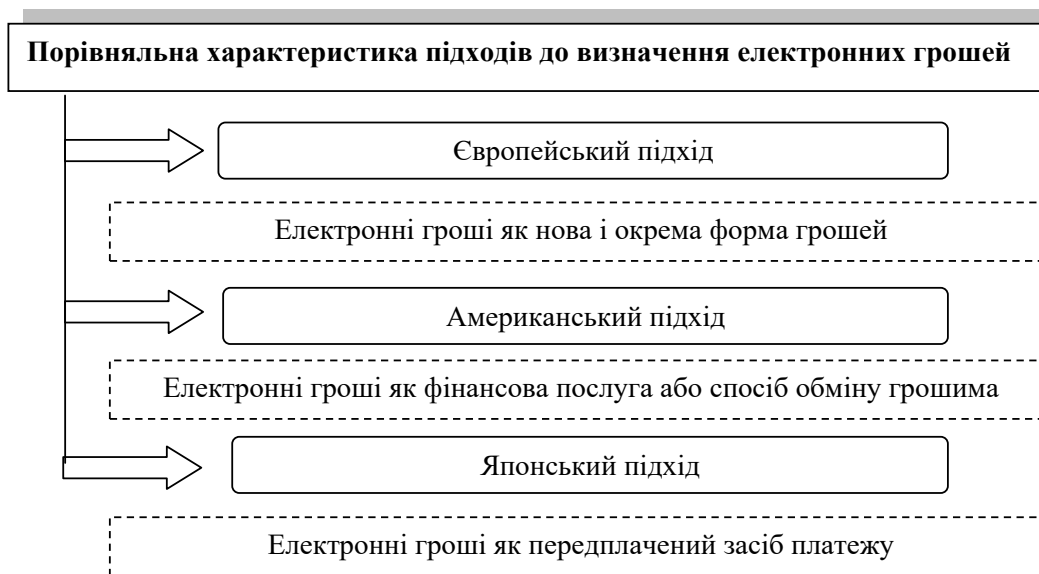 Порівняльна характеристика підходів до визначення електронних грошей
Європейський підхід
Електронні гроші як нова і окрема форма грошей
Американський підхід
Електронні гроші як фінансова послуга або спосіб обміну грошима
Японський підхід
Електронні гроші як передплачений засіб платежу